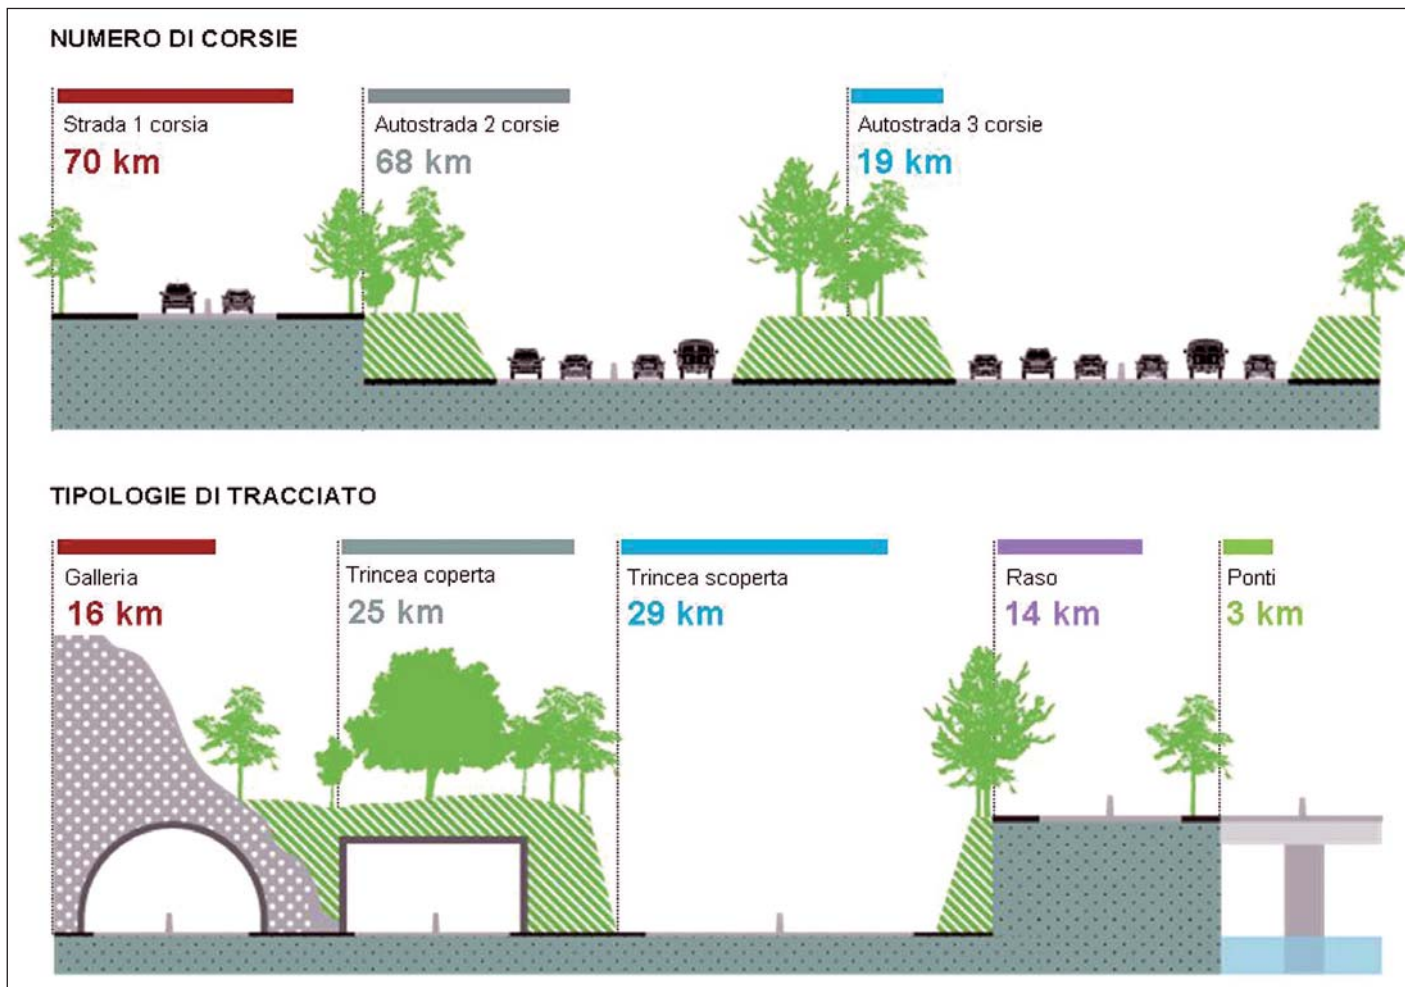 NUMERO DI CORSIE
Strada 1 corsia
70 km
Autostrada 2 corsie
68 km
Autostrada 3 corsie
19 km
TIPOLOGIE DI TRACCIATO
Galleria
16 km
Trincea coperta
25 km
Trincea scoperta
29 km
Raso
14 km
Ponti
3 km